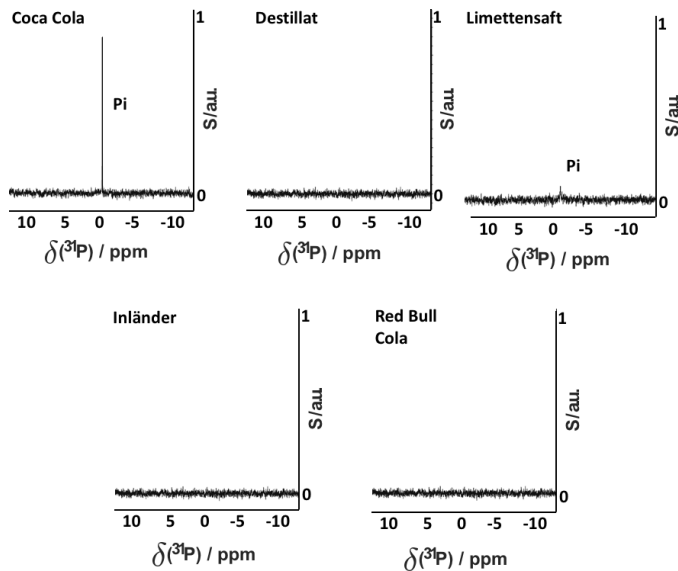 Coca Cola
1
Pi
S/a.u.
0
10 5 0 -5 -10
δ(³¹P) / ppm
Destillat
1
S/a.u.
0
10 5 0 -5 -10
δ(³¹P) / ppm
Limettensaft
1
Pi
S/a.u.
0
10 5 0 -5 -10
δ(³¹P) / ppm
Inländer
1
S/a.u.
0
10 5 0 -5 -10
δ(³¹P) / ppm
Red Bull
Cola
1
S/a.u.
0
10 5 0 -5 -10
δ(³¹P) / ppm